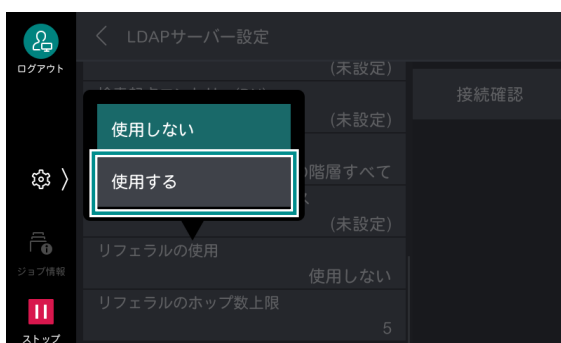 ログアウト
LDAPサーバー設定
(未設定)
接続確認
(未設定)
使用しない
使用する
の階層すべて
(未設定)
リフェラルの使用
使用しない
リフェラルのホップ数上限
5
ジョブ情報
ストップ